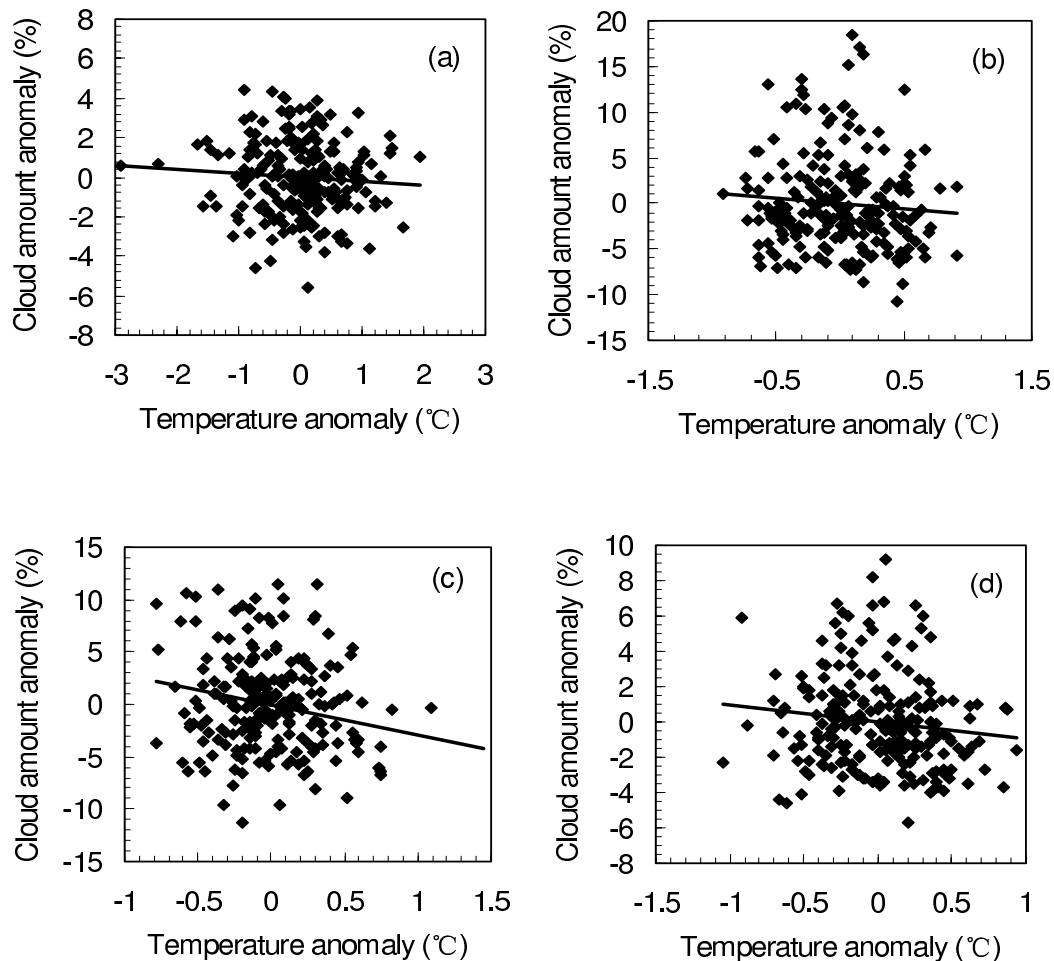 (a)
Cloud amount anomaly (%)
8
6
4
2
0
-2
-4
-6
-8
-3 -2 -1 0 1 2 3
Temperature anomaly (℃)
(b)
Cloud amount anomaly (%)
20
15
10
5
0
-5
-10
-15
-1.5 -0.5 0.5 1.5
Temperature anomaly (℃)
(c)
Cloud amount anomaly (%)
15
10
5
0
-5
-10
-15
-1 -0.5 0 0.5 1 1.5
Temperature anomaly (℃)
(d)
Cloud amount anomaly (%)
10
8
6
4
2
0
-2
-4
-6
-8
-1.5 -1 -0.5 0 0.5 1
Temperature anomaly (℃)